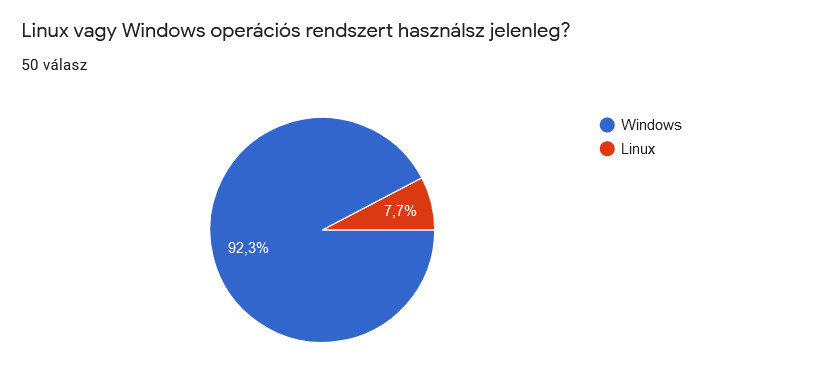 Linux vagy Windows operációs rendszert használsz jelenleg?
50 válasz
Windows
Linux
7,7%
92,3%